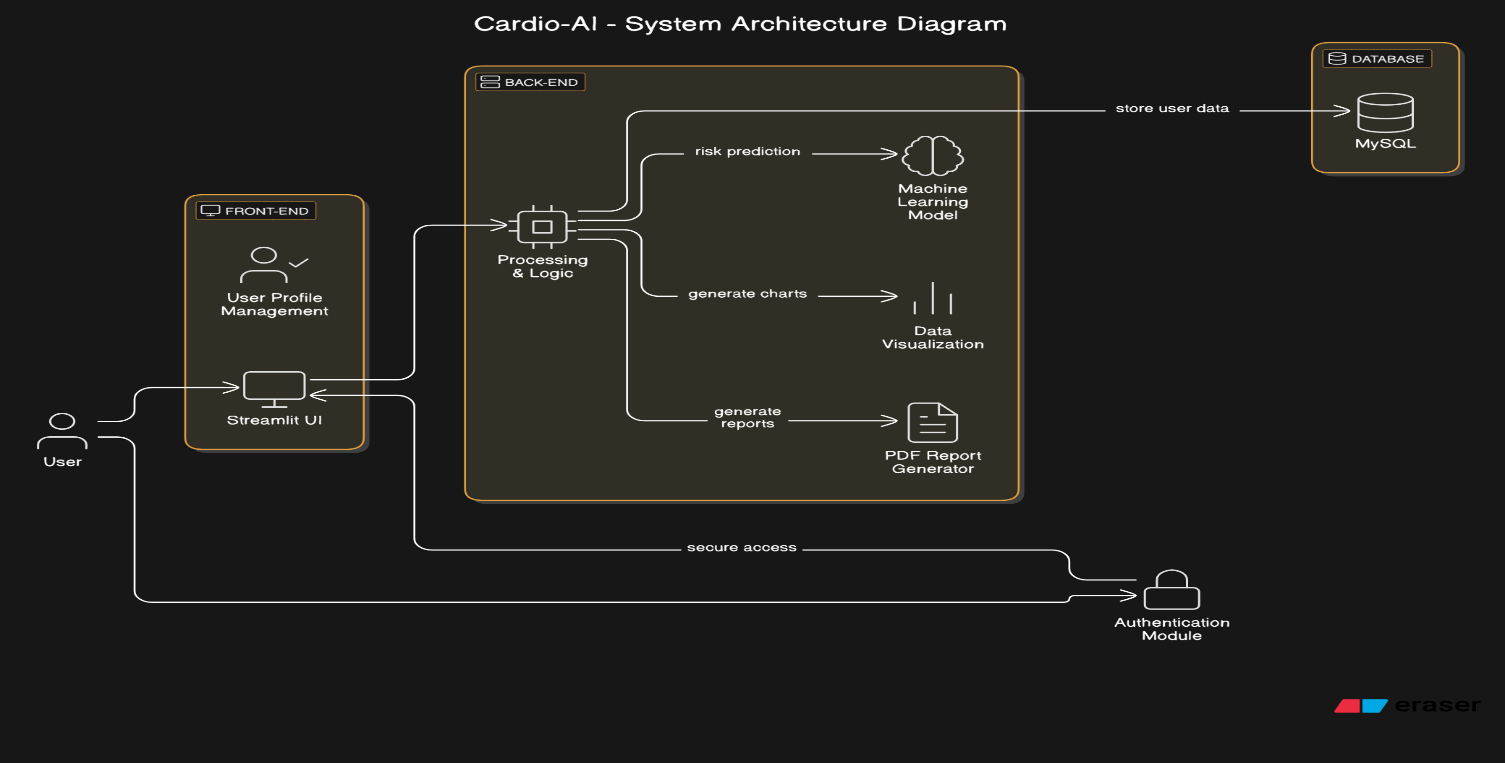 Cardio-AI - System Architecture Diagram
DATABASE
MySQL
BACK-END
store user data
risk prediction
Machine
Learning
Model
Processing
& Logic
generate charts
Data
Visualization
generate
reports
PDF Report
Generator
FRONT-END
User Profile
Management
Streamlit UI
User
secure access
Authentication
Module
eraser